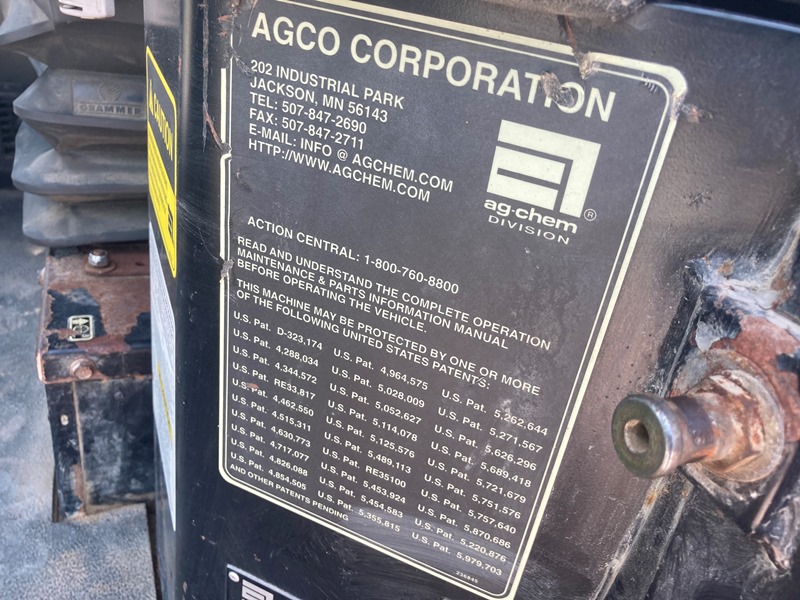 GRAMMER
CAUTION
AGCO CORPORATION
202 INDUSTRIAL PARK
JACKSON, MN 56143
TEL: 507-847-2690
FAX: 507-847-2711
E-MAIL: INFO @ AGCHEM.COM
HTTP://WWW.AGCHEM.COM
ag-chem ®
DIVISION
ACTION CENTRAL: 1-800-760-8800
READ AND UNDERSTAND THE COMPLETE OPERATION
MAINTENANCE & PARTS INFORMATION MANUAL
BEFORE OPERATING THE VEHICLE.
THIS MACHINE MAY BE PROTECTED BY ONE OR MORE
OF THE FOLLOWING UNITED STATES PATENTS:
U.S. Pat. D-323,174 U.S. Pat. 4,964,575 U.S. Pat. 5,262,644
U.S. Pat. 4,288,034 U.S. Pat. 5,028,009 U.S. Pat. 5,271,567
U.S. Pat. 4,344,572 U.S. Pat. 5,052,627 U.S. Pat. 5,626,296
U.S. Pat. RE33,817 U.S. Pat. 5,114,078 U.S. Pat. 5,689,418
U.S. Pat. 4,462,550 U.S. Pat. 5,125,576 U.S. Pat. 5,721,679
U.S. Pat. 4,515,311 U.S. Pat. 5,489,113 U.S. Pat. 5,751,576
U.S. Pat. 4,630,773 U.S. Pat. RE35100 U.S. Pat. 5,757,640
U.S. Pat. 4,717,077 U.S. Pat. 5,453,924 U.S. Pat. 5,870,686
U.S. Pat. 4,826,088 U.S. Pat. 5,454,583 U.S. Pat. 5,220,876
U.S. Pat. 4,854,505 U.S. Pat. 5,355,815 U.S. Pat. 5,979,703
AND OTHER PATENTS PENDING